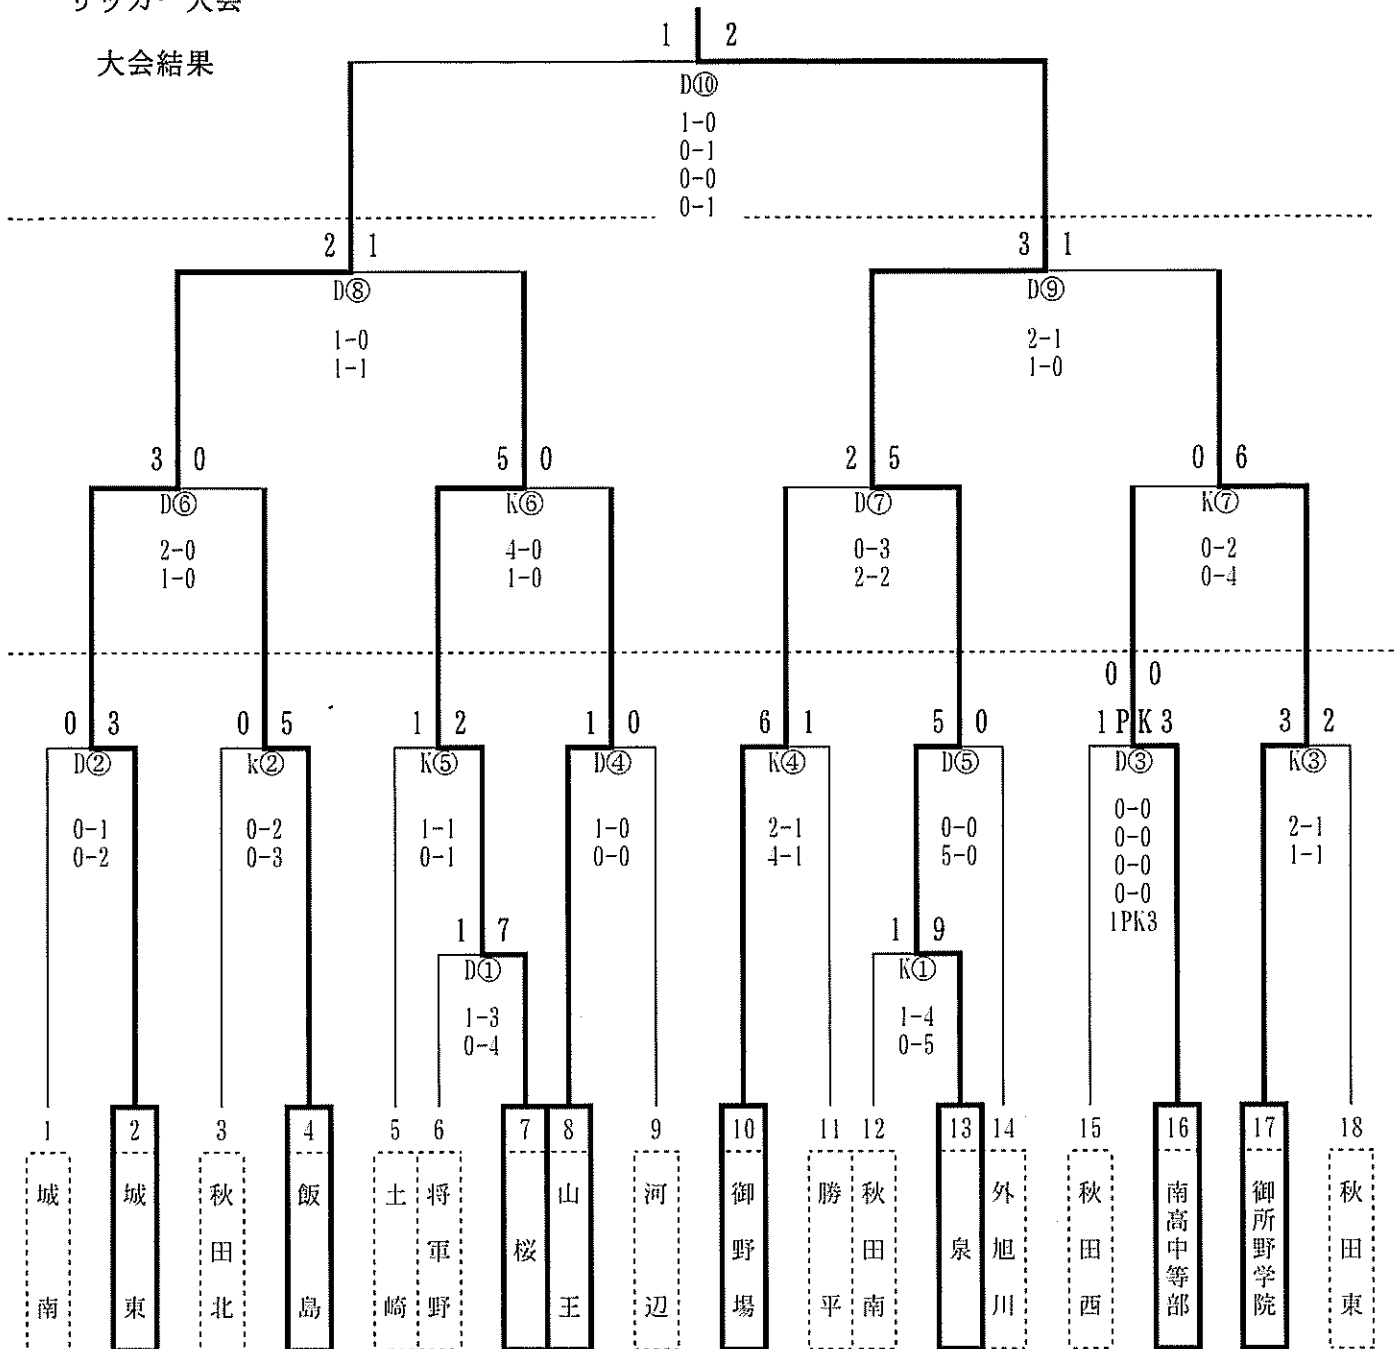 サッカー大会
大会結果
1 2
D⑩
1-0
0-1
0-0
0-1
2 1
3 1
D⑧
D⑨
1-0
1-1
2-1
1-0
3 0
5 0
2 5
0 6
D⑥
K⑥
D⑦
K⑦
2-0
1-0
4-0
1-0
0-3
2-2
0-2
0-4
0 0
0 3
0 5
1 2
1 0
6 1
5 0
1PK3
3 2
D②
k②
K⑤
D④
K④
D⑤
D③
K③
0-1
0-2
0-2
0-3
1-1
0-1
1-0
0-0
2-1
4-1
0-0
5-0
0-0
0-0
0-0
0-0
1PK3
2-1
1-1
1 7
1 9
D①
K①
1-3
0-4
1-4
0-5
1 2 3 4 5 6 7 8 9 10 11 12 13 14 15 16 17 18
城南
城東
秋田北
飯島
土崎
将軍野
桜
山王
河辺
御野場
勝平
秋田南
泉
外旭川
秋田西
南高中等部
御所野学院
秋田東